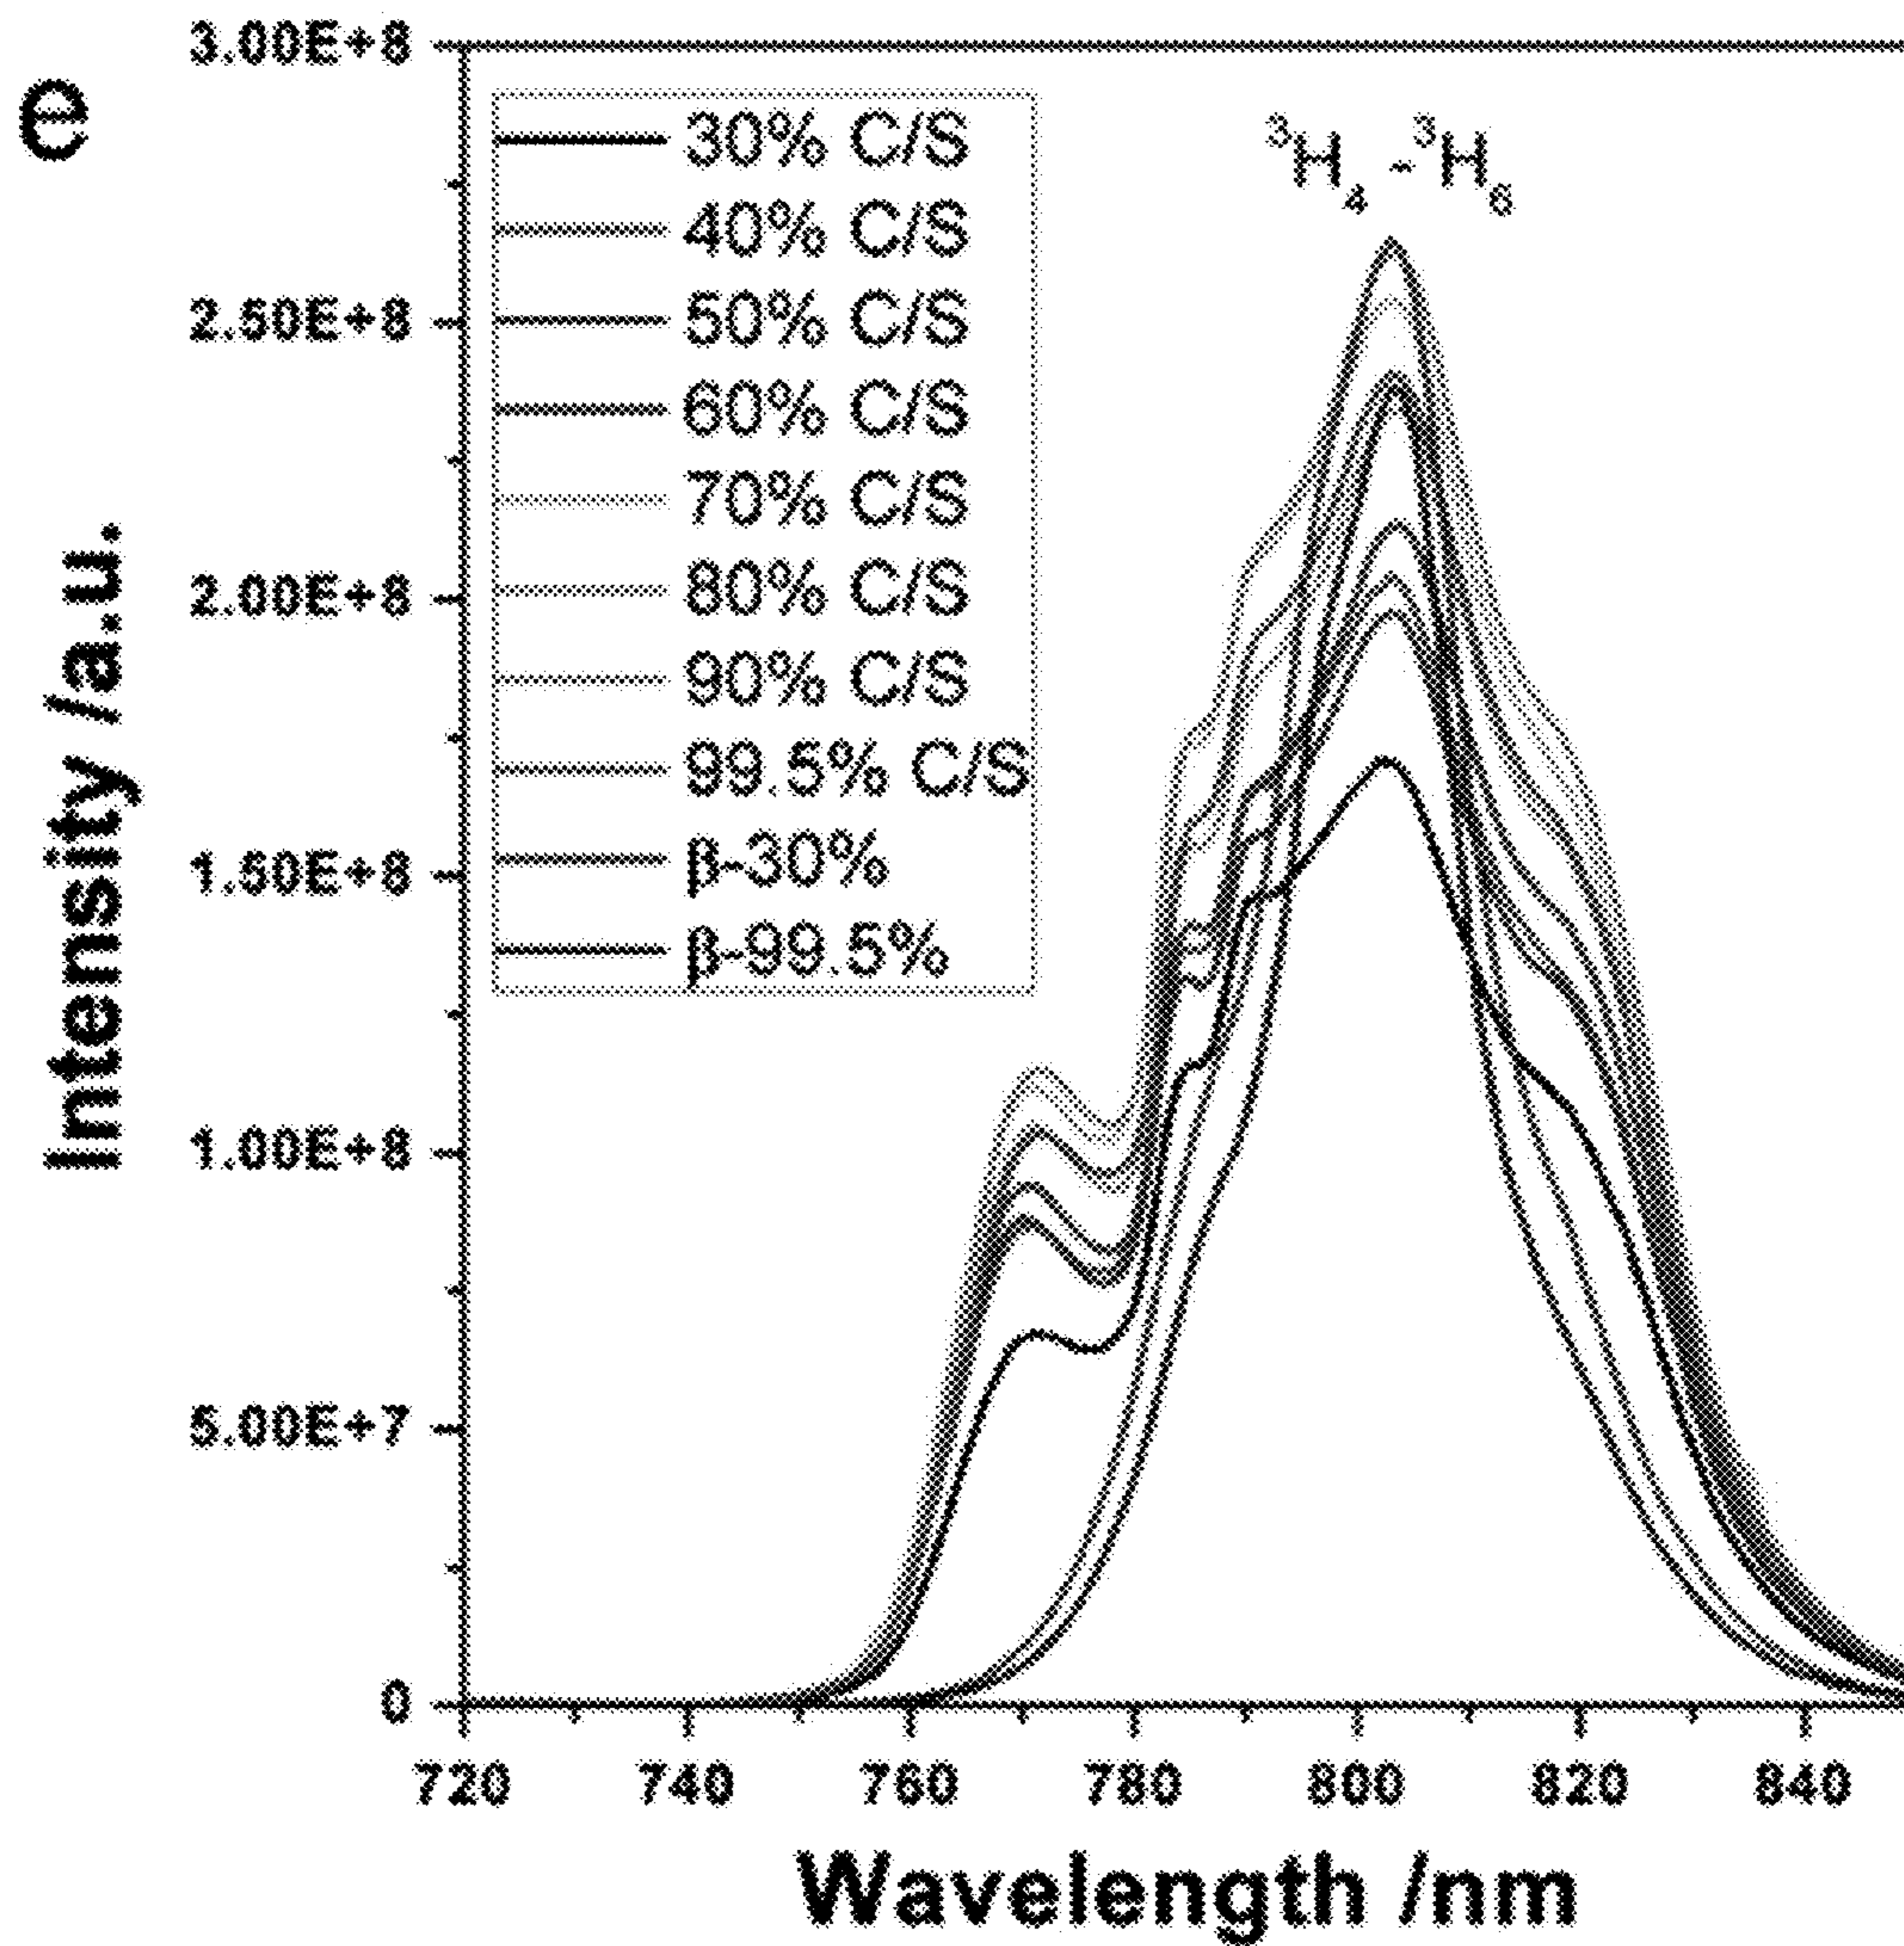 e
3.00E+8
2.50E+8
2.00E+8
1.50E+8
1.00E+8
5.00E+7
0
Intensity /a.u.
30% C/S
40% C/S
50% C/S
60% C/S
70% C/S
80% C/S
90% C/S
99.5% C/S
β-30%
β-99.5%
³H₄ -³H₆
720 740 760 780 800 820 840
Wavelength /nm